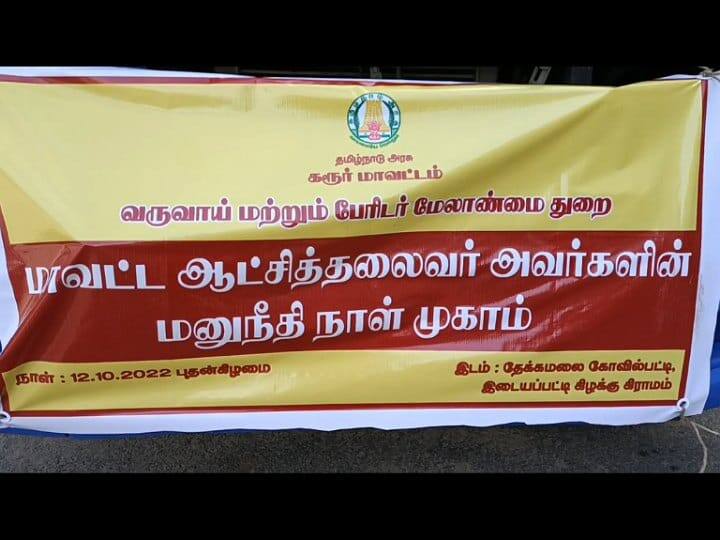 தமிழ்நாடு அரசு
கரூர் மாவட்டம்
வருவாய் மற்றும் பேரிடர் மேலாண்மை துறை
மாவட்ட ஆட்சித்தலைவர் அவர்களின்
மனுநீதி நாள் முகாம்
நாள் : 12.10.2022 புதன்கிழமை
இடம் : தேக்கமலை கோவில்பட்டி,
இடையப்பட்டி கிழக்கு கிராமம்